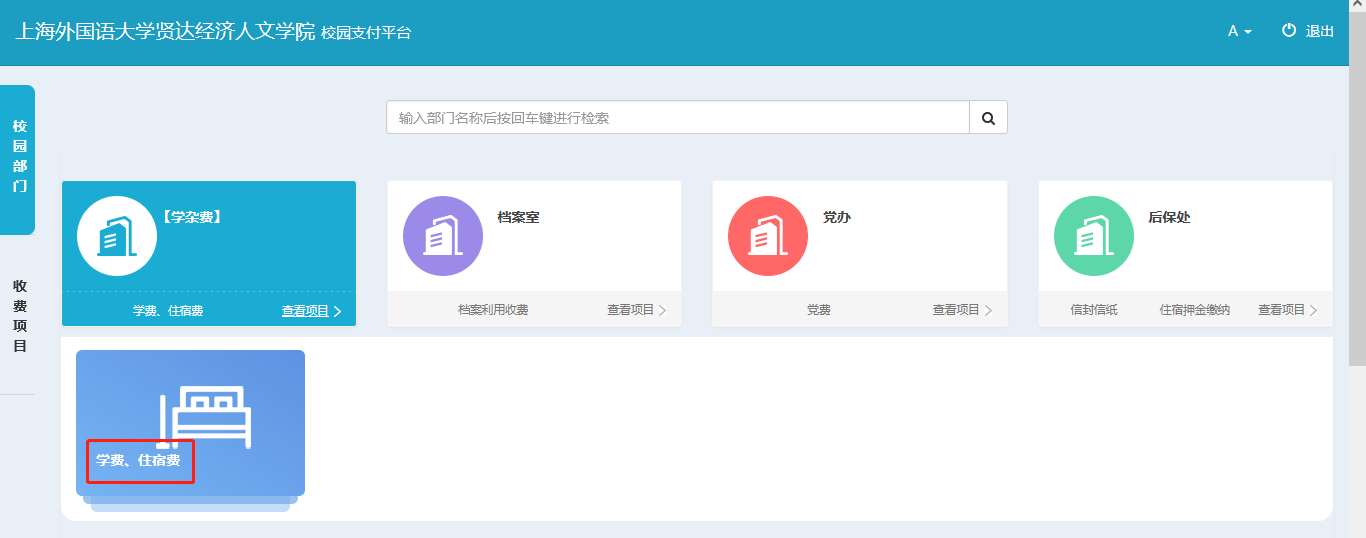 上海外国语大学贤达经济人文学院 校园支付平台
A
退出
校园部门
收费项目
输入部门名称后按回车键进行检索
【学杂费】
学费、住宿费 查看项目
档案室
档案利用收费 查看项目
党办
党费 查看项目
后保处
信封信纸 住宿押金缴纳 查看项目
学费、住宿费